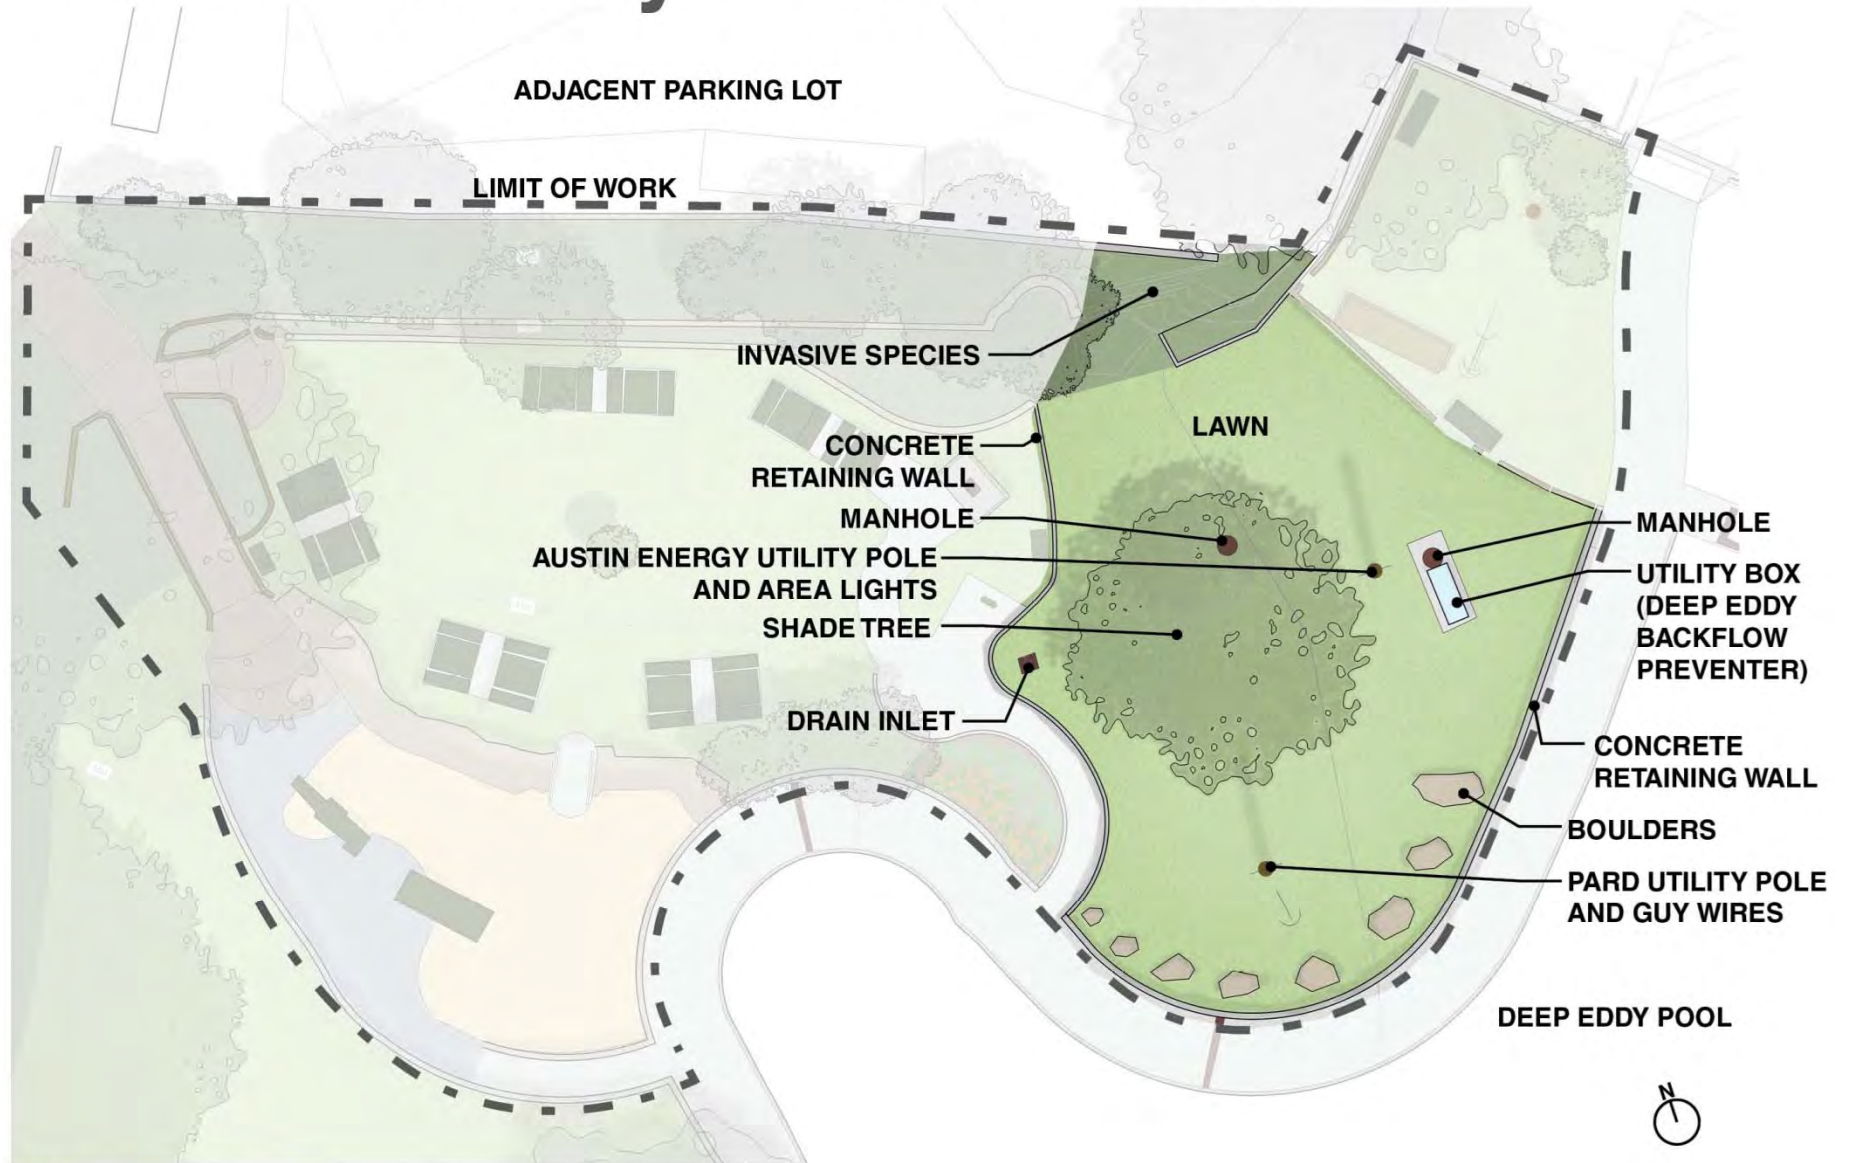 ADJACENT PARKING LOT
LIMIT OF WORK
INVASIVE SPECIES
LAWN
CONCRETE
RETAINING WALL
MANHOLE
AUSTIN ENERGY UTILITY POLE
AND AREA LIGHTS
SHADE TREE
DRAIN INLET
MANHOLE
UTILITY BOX
(DEEP EDDY
BACKFLOW
PREVENTER)
CONCRETE
RETAINING WALL
BOULDERS
PARD UTILITY POLE
AND GUY WIRES
DEEP EDDY POOL
N